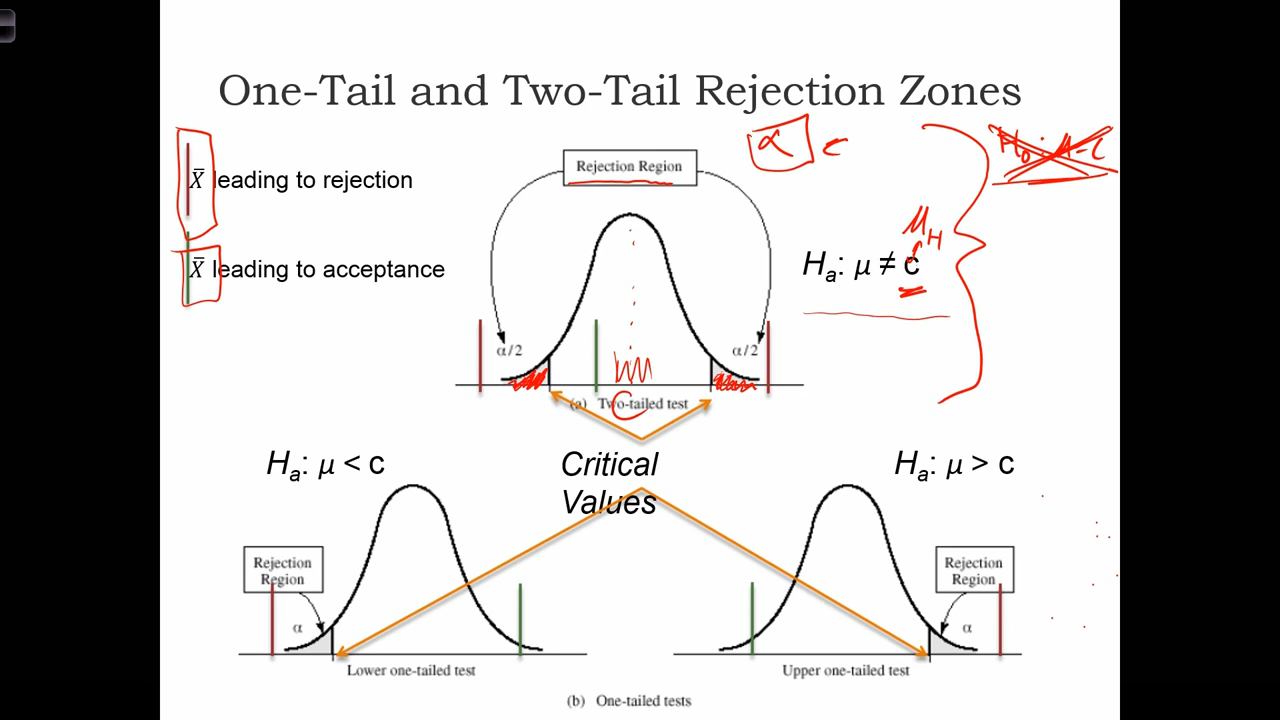 One-Tail and Two-Tail Rejection Zones
α c
H₀: μ=c
X̄ leading to rejection
Rejection Region
μH
X̄ leading to acceptance
Hₐ: μ ≠ c
α/2
α/2
(a) Two-tailed test
C
Hₐ: μ < c
Critical
Values
Hₐ: μ > c
Rejection
Region
α
Lower one-tailed test
Rejection
Region
α
Upper one-tailed test
(b) One-tailed tests